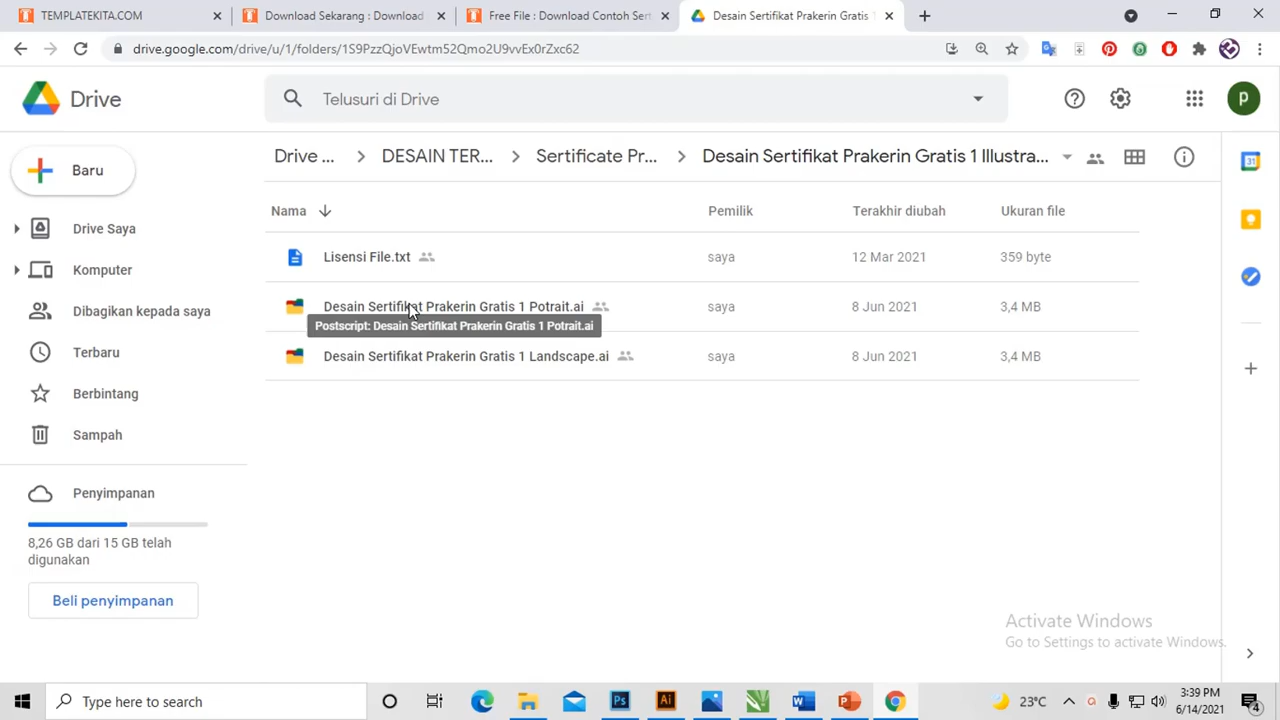 TEMPLATEKITA.COM
Download Sekarang : Download
Free File : Download Contoh Sert
Desain Sertifikat Prakerin Gratis 1
drive.google.com/drive/u/1/folders/1S9PzzQjoVEwtm52Qmo2U9vvEx0rZxc62
Drive
Telusuri di Drive
p
Baru
Drive ...
DESAIN TER...
Sertificate Pr...
Desain Sertifikat Prakerin Gratis 1 Illustra...
31
Nama
Pemilik
Terakhir diubah
Ukuran file
Drive Saya
Komputer
Dibagikan kepada saya
Terbaru
Berbintang
Sampah
Penyimpanan
8,26 GB dari 15 GB telah
digunakan
Beli penyimpanan
Lisensi File.txt
saya
12 Mar 2021
359 byte
Desain Sertifikat Prakerin Gratis 1 Potrait.ai
saya
8 Jun 2021
3,4 MB
Postscript: Desain Sertifikat Prakerin Gratis 1 Potrait.ai
Desain Sertifikat Prakerin Gratis 1 Landscape.ai
saya
8 Jun 2021
3,4 MB
Activate Windows
Go to Settings to activate Windows.
Type here to search
Ps
Ai
W
P
23°C
3:39 PM
6/14/2021
4